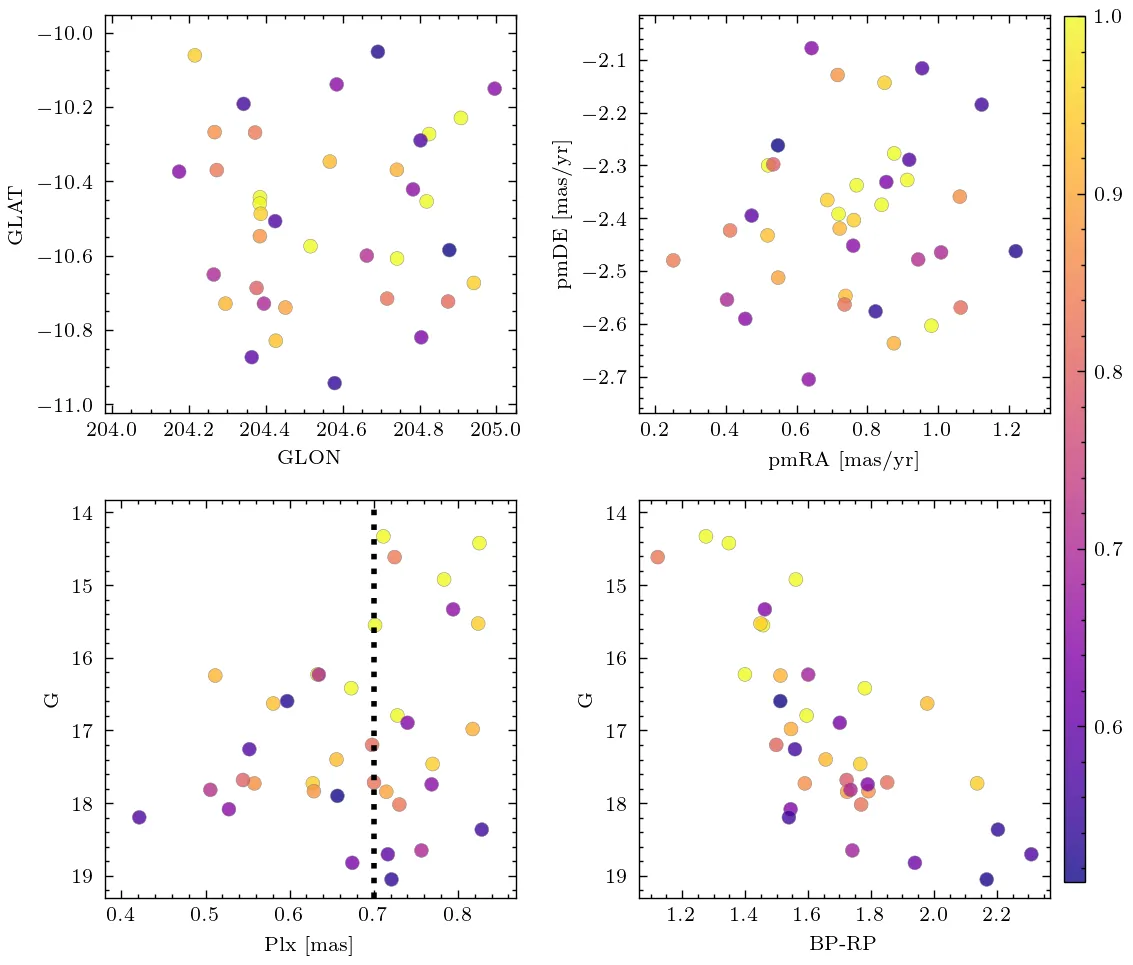 −10.0
−10.2
−10.4
−10.6
−10.8
−11.0
GLAT
204.0 204.2 204.4 204.6 204.8 205.0
GLON
−2.1
−2.2
−2.3
−2.4
−2.5
−2.6
−2.7
pmDE [mas/yr]
0.2 0.4 0.6 0.8 1.0 1.2
pmRA [mas/yr]
14
15
16
17
18
19
G
0.4 0.5 0.6 0.7 0.8
Plx [mas]
14
15
16
17
18
19
G
1.2 1.4 1.6 1.8 2.0 2.2
BP-RP
1.0
0.9
0.8
0.7
0.6